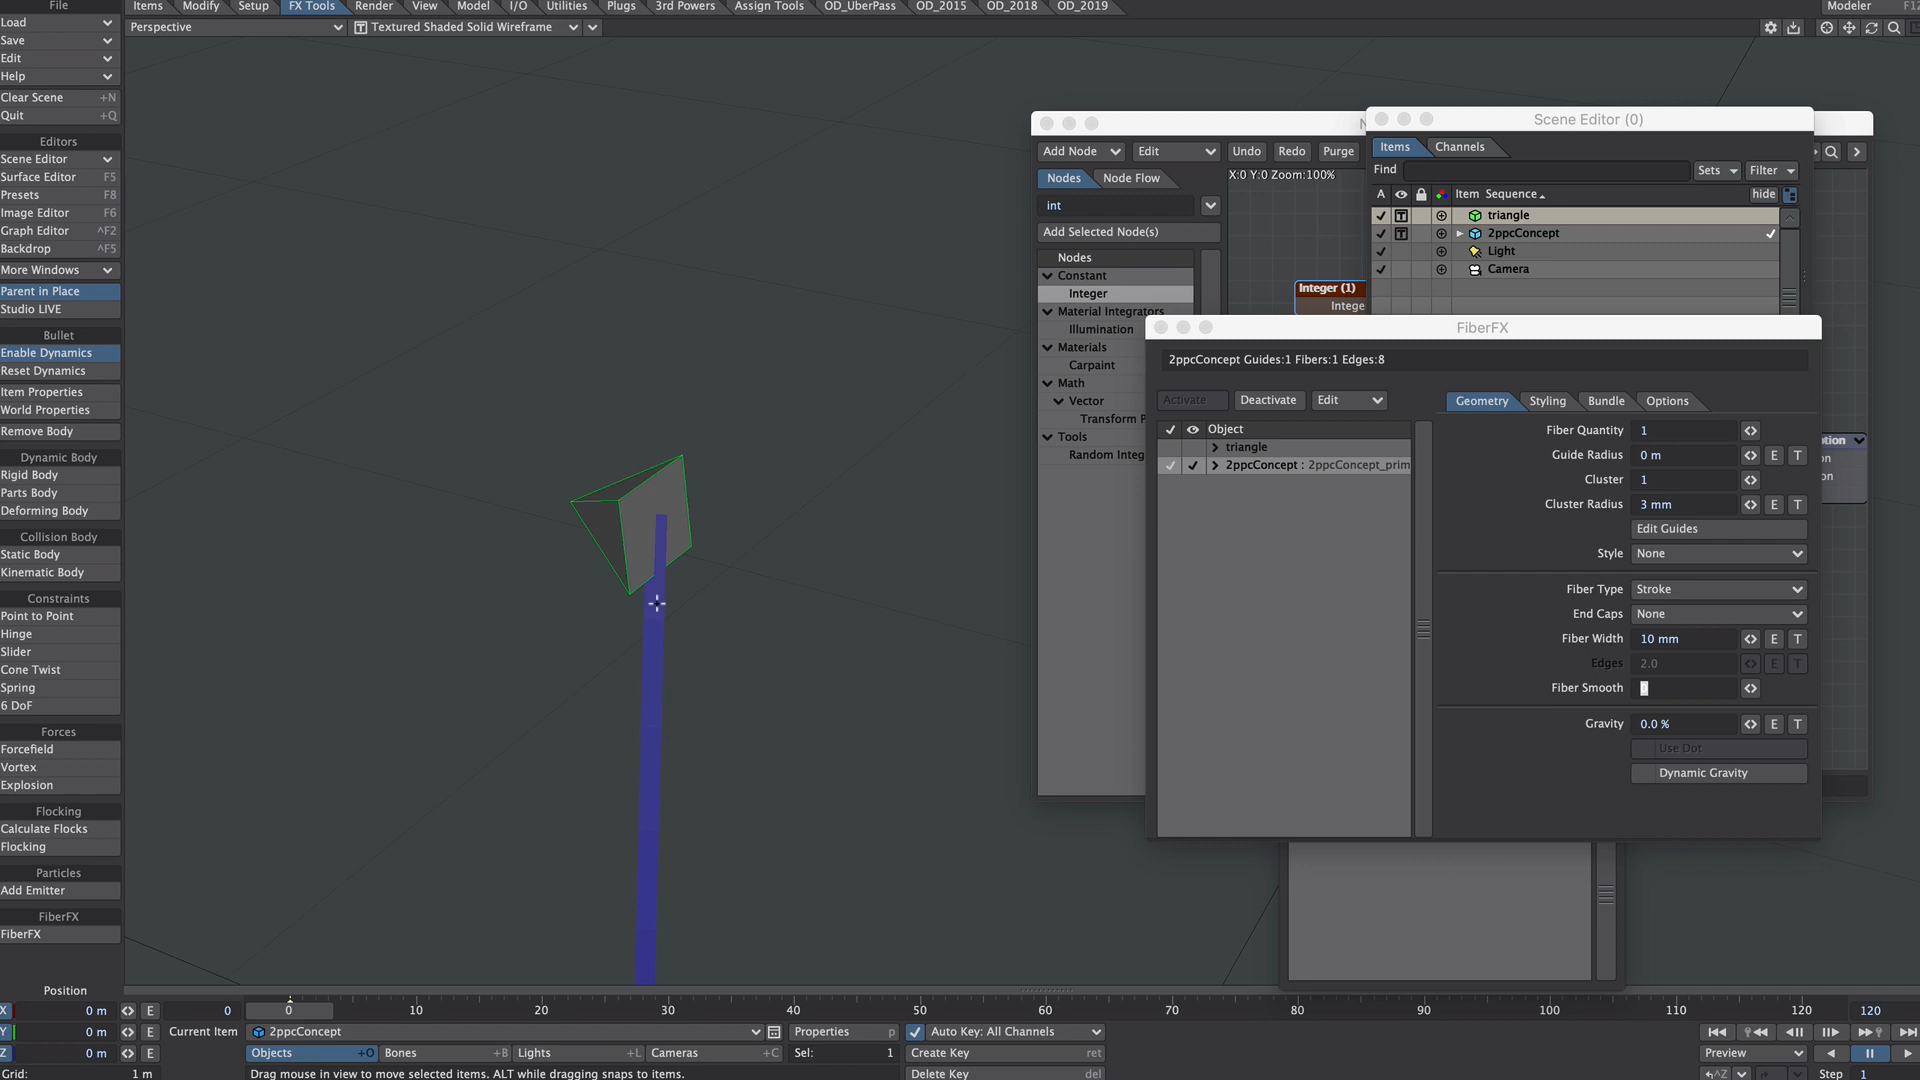 File
Items Modify Setup FX Tools Render View Model I/O Utilities Plugs 3rd Powers Assign Tools OD_UberPass OD_2015 OD_2018 OD_2019
Modeler F12
Load
Perspective
Textured Shaded Solid Wireframe
Save
Edit
Help
Clear Scene +N
Quit +Q
Editors
Scene Editor
Surface Editor F5
Presets F8
Image Editor F6
Graph Editor ^F2
Backdrop ^F5
More Windows
Parent in Place
Studio LIVE
Bullet
Enable Dynamics
Reset Dynamics
Item Properties
World Properties
Remove Body
Dynamic Body
Rigid Body
Parts Body
Deforming Body
Collision Body
Static Body
Kinematic Body
Constraints
Point to Point
Hinge
Slider
Cone Twist
Spring
6 DoF
Forces
Forcefield
Vortex
Explosion
Flocking
Calculate Flocks
Flocking
Particles
Add Emitter
FiberFX
FiberFX
Add Node Edit Undo Redo Purge
Nodes Node Flow
X:0 Y:0 Zoom:100%
int
Add Selected Node(s)
Nodes
Constant
Integer
Material Integrators
Illumination
Materials
Carpaint
Math
Vector
Transform P
Tools
Random Integ
Integer (1)
Intege
Scene Editor (0)
Items Channels
Find
Sets Filter
A Item Sequence hide
triangle
2ppcConcept
Light
Camera
FiberFX
2ppcConcept Guides:1 Fibers:1 Edges:8
Activate Deactivate Edit
Geometry Styling Bundle Options
Object
triangle
2ppcConcept : 2ppcConcept_prim
Fiber Quantity 1
Guide Radius 0 m E T
Cluster 1
Cluster Radius 3 mm E T
Edit Guides
Style None
Fiber Type Stroke
End Caps None
Fiber Width 10 mm E T
Edges 2.0 E T
Fiber Smooth
Gravity 0.0 % E T
Use Dot
Dynamic Gravity
Position
X 0 m E 0
0 10 20 30 40 50 60 70 80 90 100 110 120
120
Y 0 m E Current Item 2ppcConcept Properties p Auto Key: All Channels
Z 0 m E Objects +O Bones +B Lights +L Cameras +C Sel: 1 Create Key ret
Preview
Grid: 1 m Drag mouse in view to move selected items. ALT while dragging snaps to items. Delete Key del
^Z Step 1